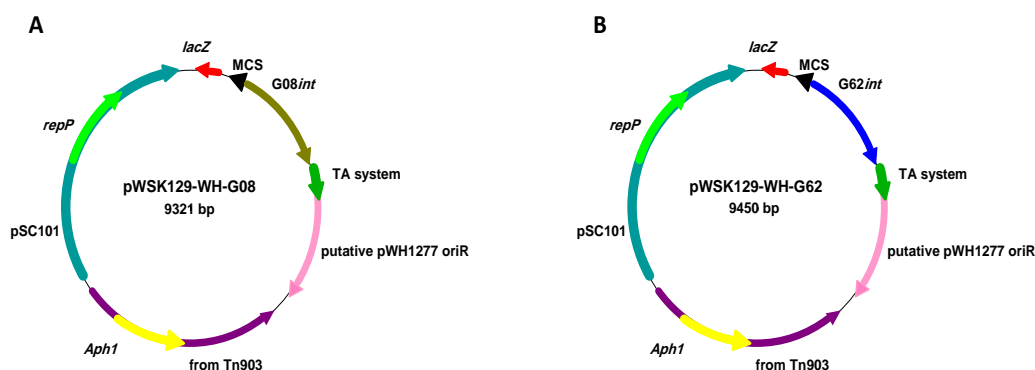 A
lacZ
MCS
G08int
repP
TA system
pWSK129-WH-G08
9321 bp
pSC101
putative pWH1277 oriR
Aph1
from Tn903
B
lacZ
MCS
G62int
repP
TA system
pWSK129-WH-G62
9450 bp
pSC101
putative pWH1277 oriR
Aph1
from Tn903